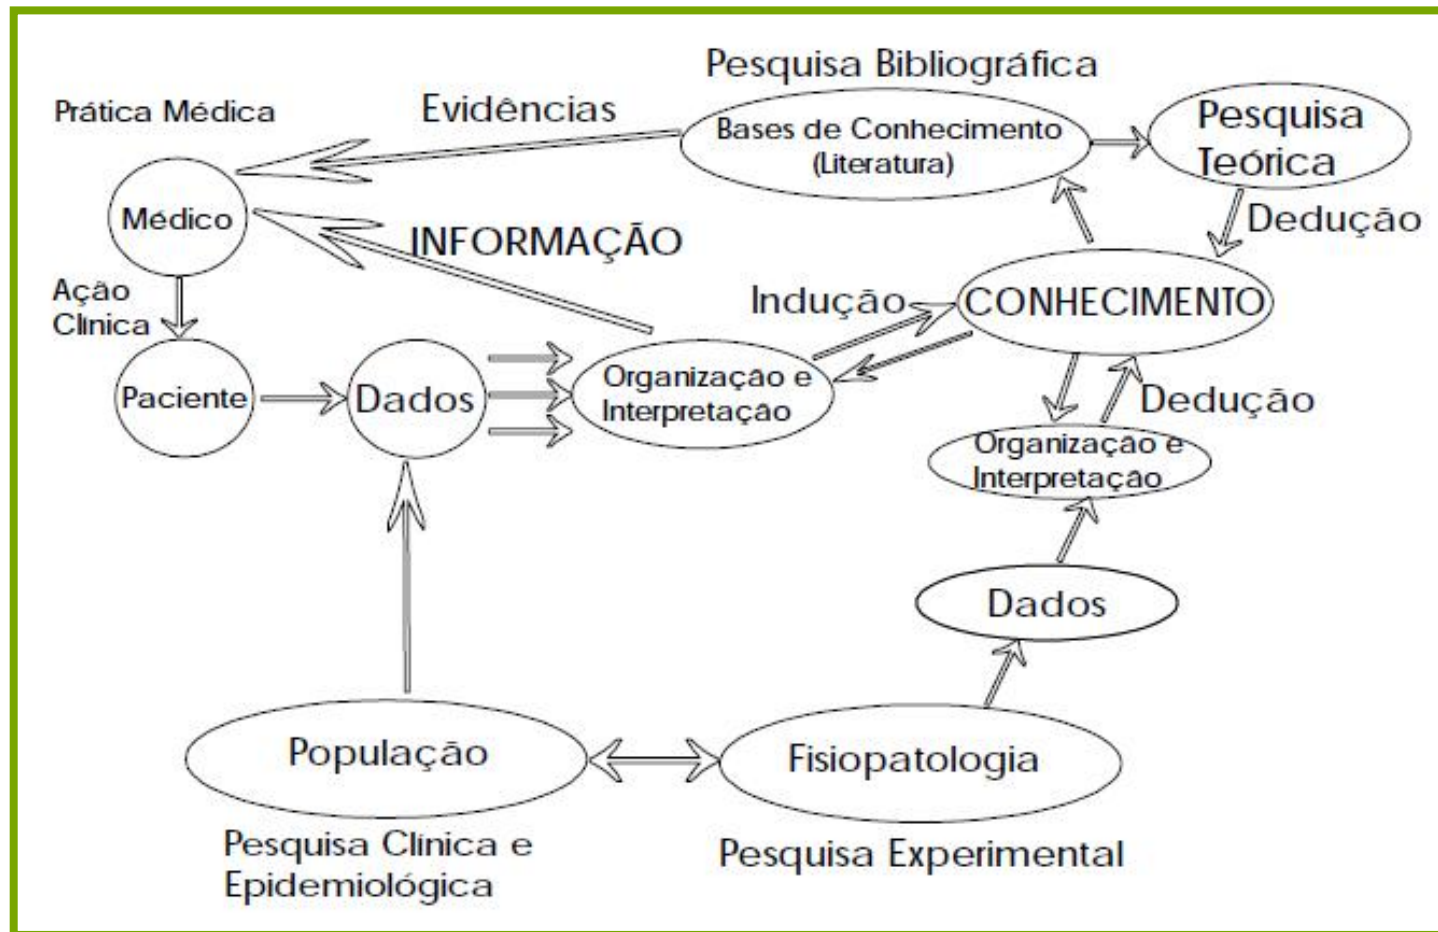 Pesquisa Bibliográfica
Prática Médica
Evidências
Bases de Conhecimento
(Literatura)
Pesquisa
Teórica
Médico
INFORMAÇÃO
Dedução
Ação
Clínica
Indução
CONHECIMENTO
Paciente
Dados
Organização e
Interpretação
Dedução
Organização e
Interpretação
Dados
População
Fisiopatologia
Pesquisa Clínica e
Epidemiológica
Pesquisa Experimental